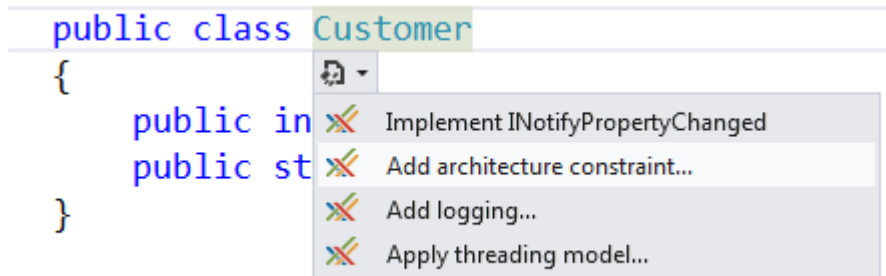 public class Customer
{
public in
Implement INotifyPropertyChanged
public st
Add architecture constraint...
}
Add logging...
Apply threading model...